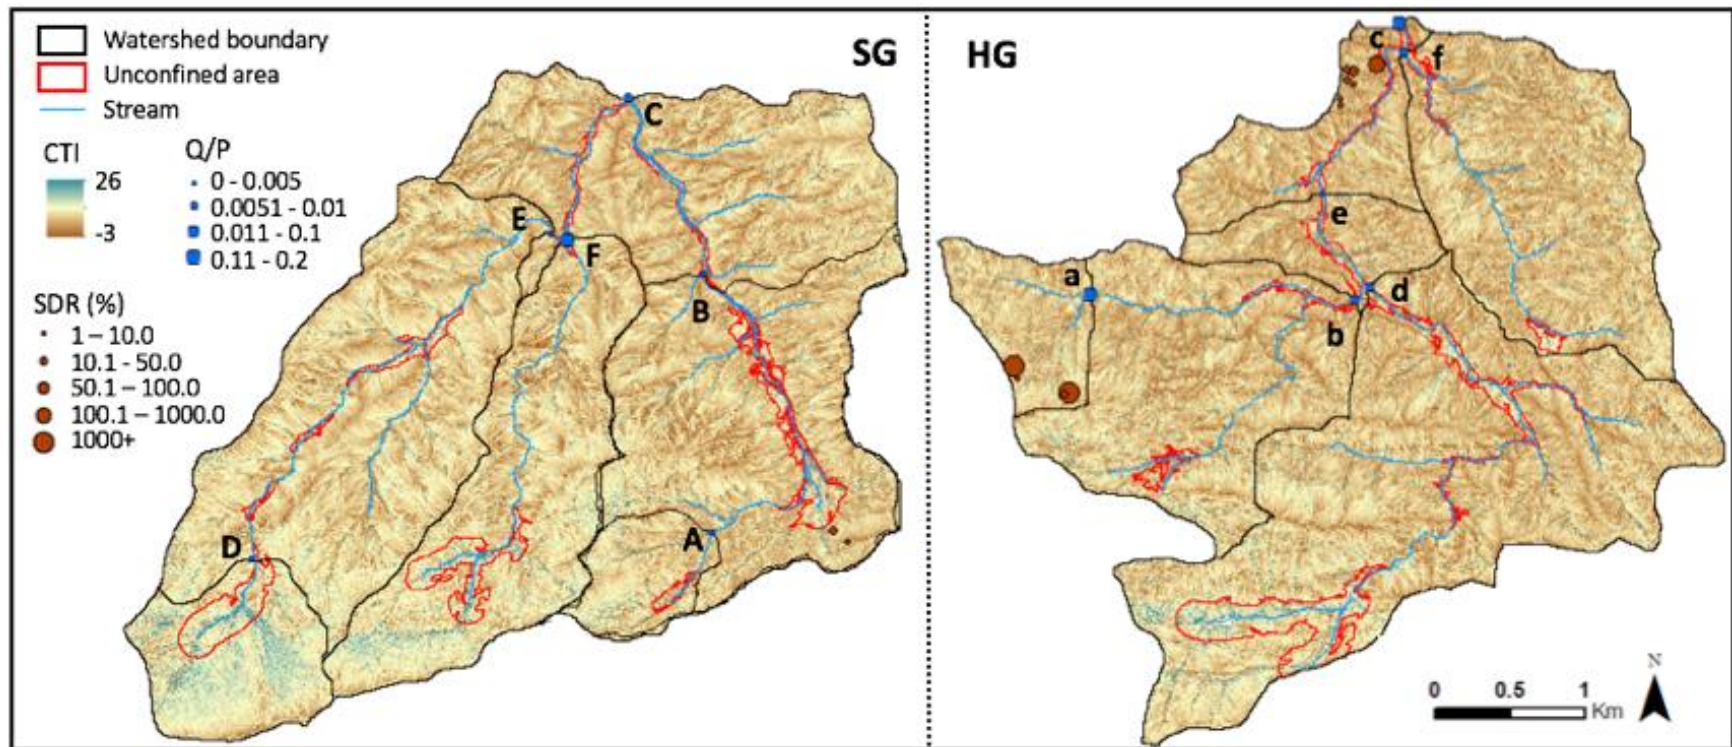 Watershed boundary
Unconfined area
Stream
CTI
26
-3
Q/P
0 - 0.005
0.0051 - 0.01
0.011 - 0.1
0.11 - 0.2
SDR (%)
1 – 10.0
10.1 - 50.0
50.1 – 100.0
100.1 – 1000.0
1000+
SG
C
E
F
B
A
D
HG
c
f
e
a
d
b
N
0 0.5 1
Km